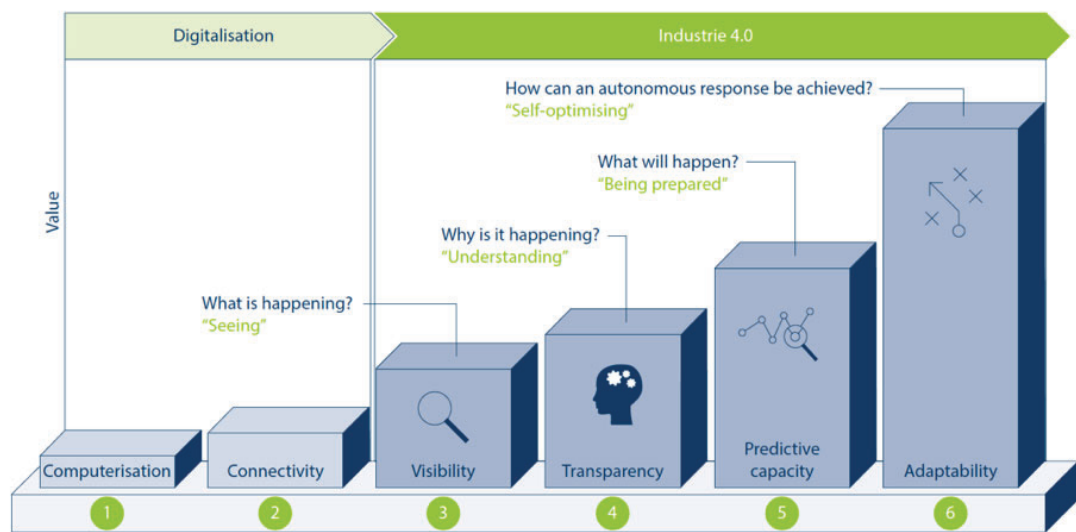 Digitalisation
Industrie 4.0
Value
How can an autonomous response be achieved?
“Self-optimising”
What will happen?
“Being prepared”
Why is it happening?
“Understanding”
What is happening?
“Seeing”
Computerisation
Connectivity
Visibility
Transparency
Predictive
capacity
Adaptability
1
2
3
4
5
6